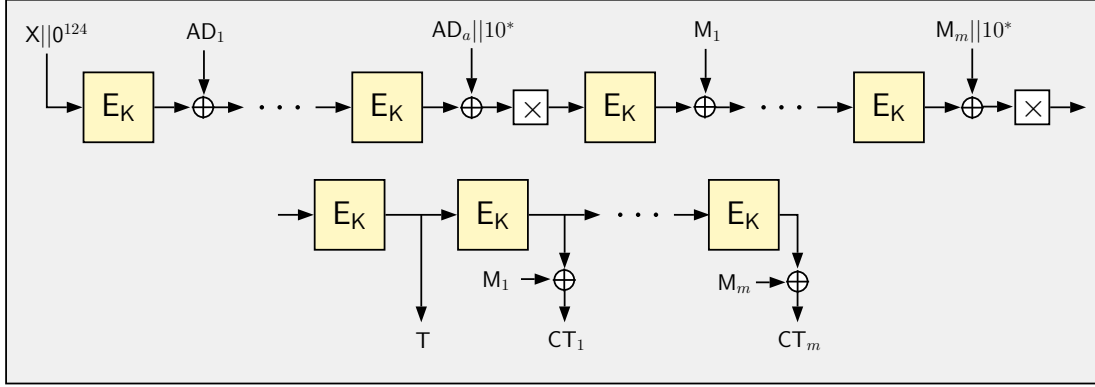 X||0^124 AD_1 AD_a||10* M_1 M_m||10*
E_K E_K × E_K E_K ×
E_K E_K E_K
M_1 M_m
T CT_1 CT_m